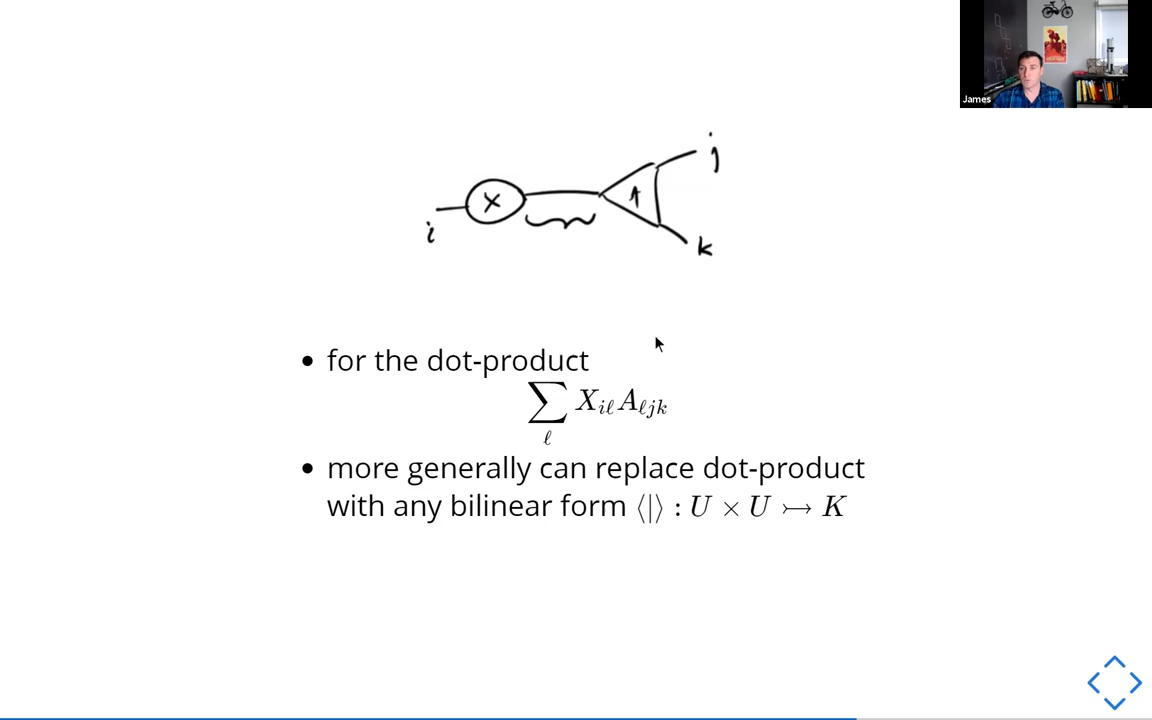 James
j
X
A
i
k
• for the dot-product
∑_ℓ X_{iℓ} A_{ℓjk}
• more generally can replace dot-product
with any bilinear form ⟨|⟩ : U × U ↣ K